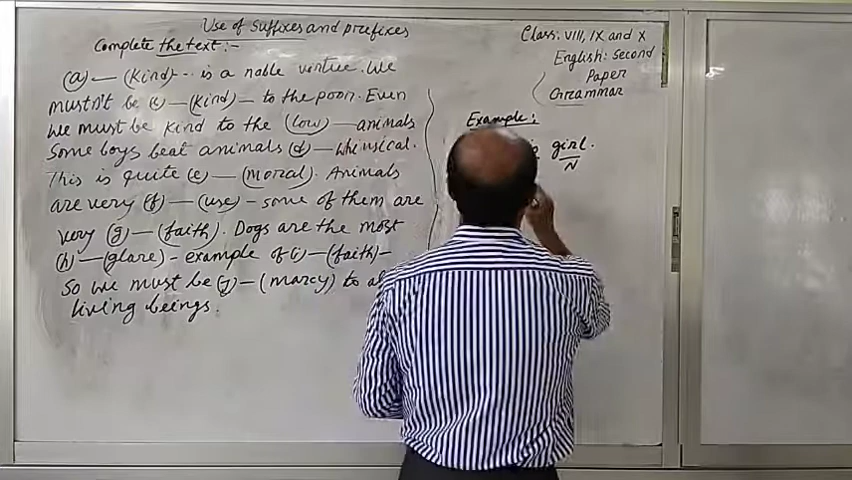 Use of suffixes and prefixes
Complete the text:-
(a) — (kind) -- is a noble virtue. We
mustn't be (b) — (kind) — to the poor. Even
we must be kind to the (low) — animals
some boys beat animals (d) — whimsical.
This is quite (e) — (moral). Animals
are very (f) — (use) - some of them are
very (g) — (faith). Dogs are the most
(h) — (glare) - example of (i) — (faith) -
So we must be (j) — (marcy) to
living beings.
Class: VIII, IX and X
English: Second
Paper
Grammar
Example:
girl.
N